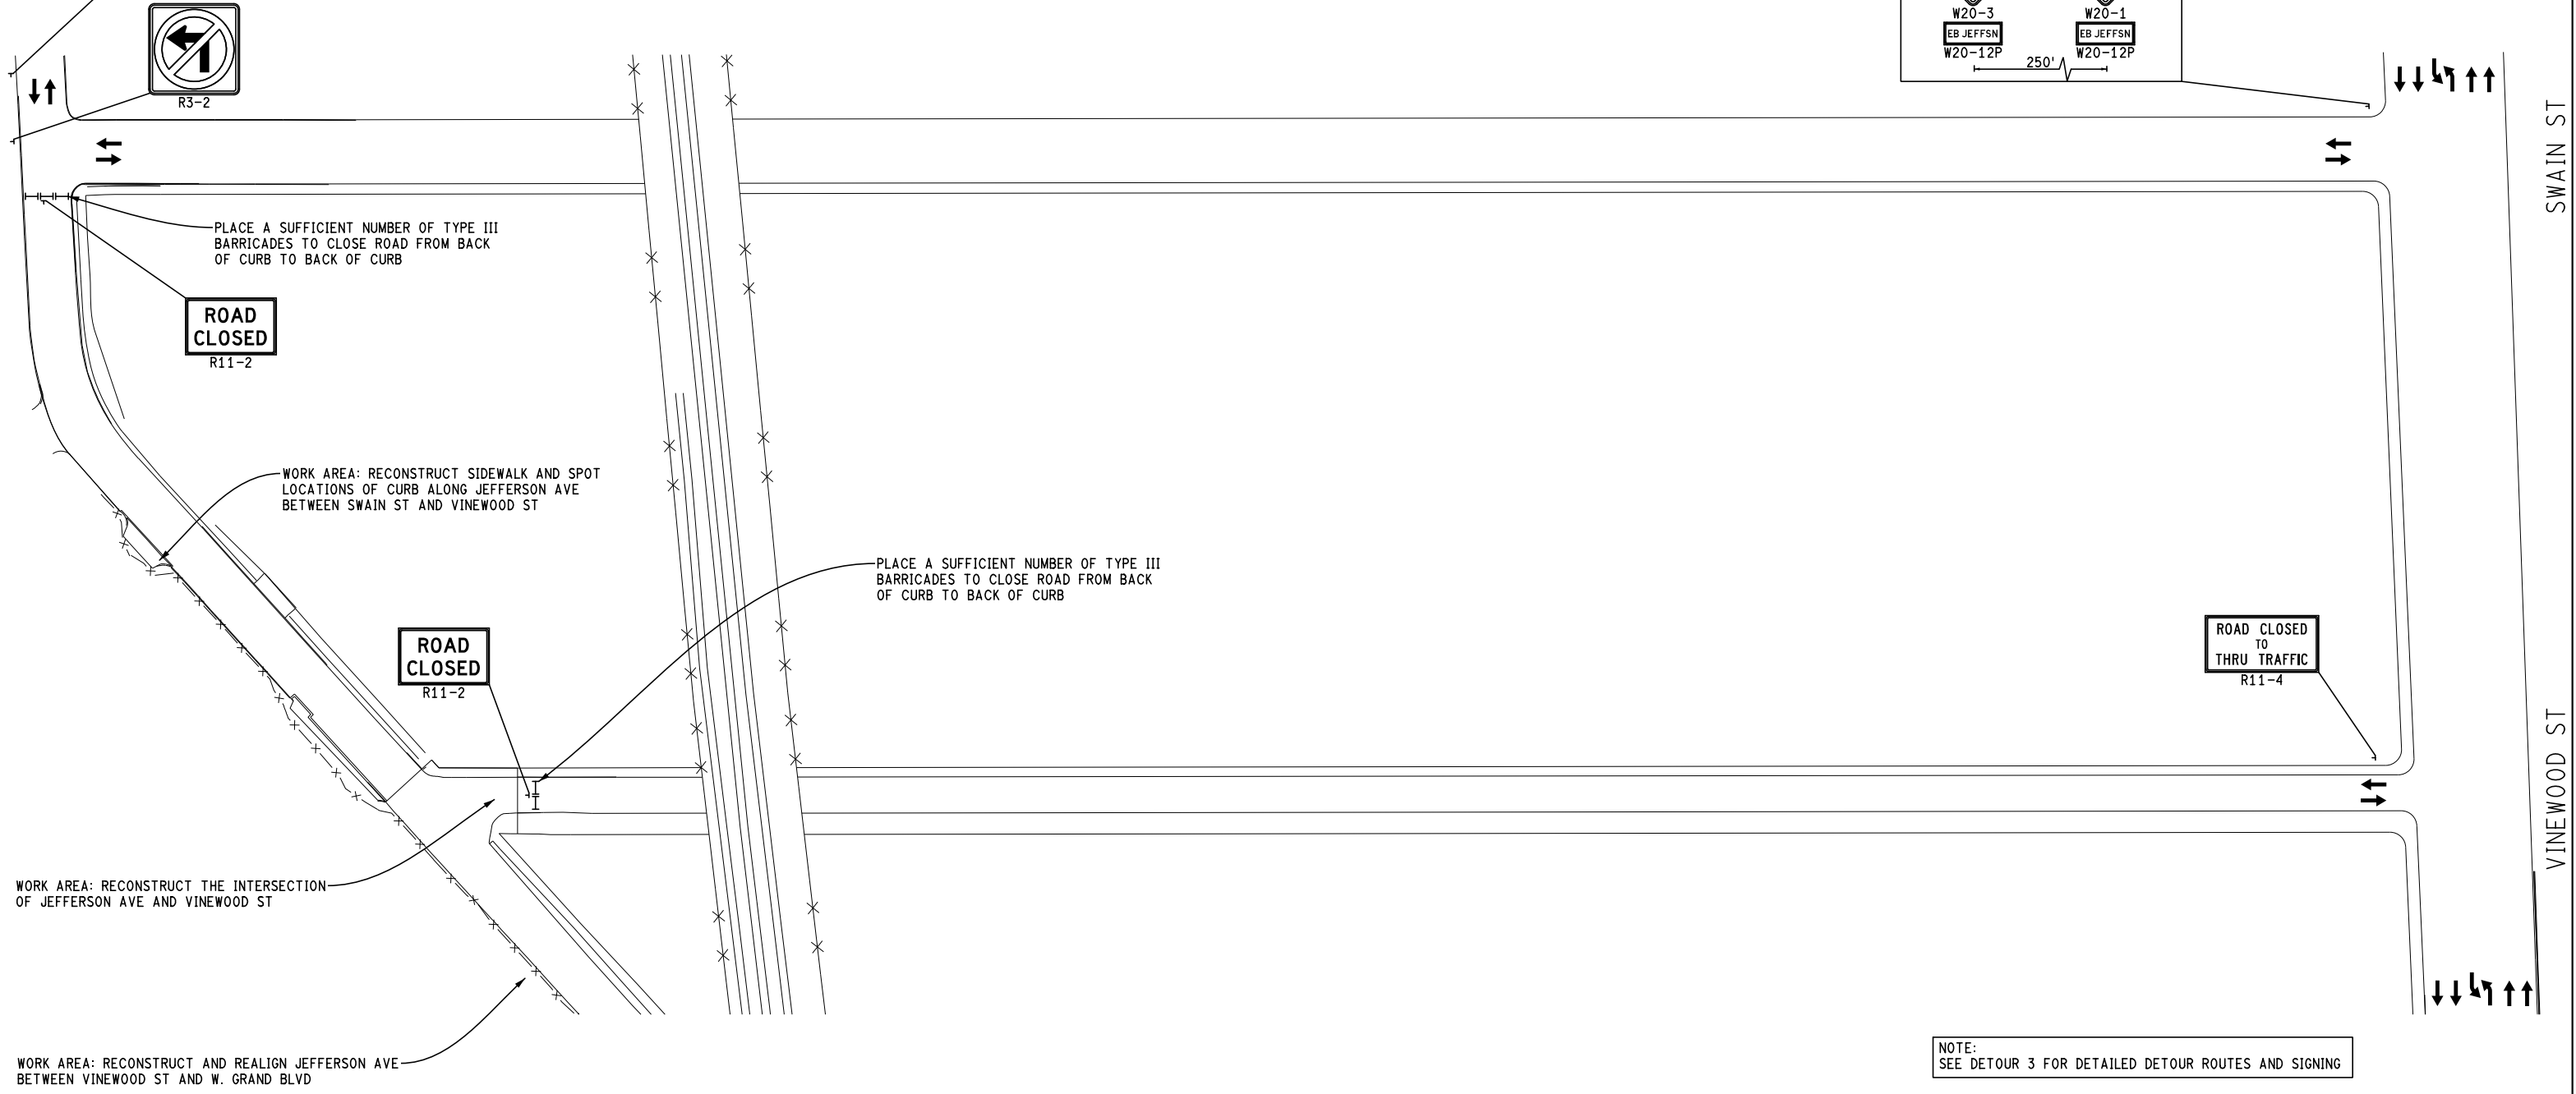 W20-3
W20-1
EB JEFFSN
EB JEFFSN
W20-12P
W20-12P
250'
R3-2
SWAIN ST
PLACE A SUFFICIENT NUMBER OF TYPE III
BARRICADES TO CLOSE ROAD FROM BACK
OF CURB TO BACK OF CURB
ROAD
CLOSED
R11-2
WORK AREA: RECONSTRUCT SIDEWALK AND SPOT
LOCATIONS OF CURB ALONG JEFFERSON AVE
BETWEEN SWAIN ST AND VINEWOOD ST
PLACE A SUFFICIENT NUMBER OF TYPE III
BARRICADES TO CLOSE ROAD FROM BACK
OF CURB TO BACK OF CURB
ROAD
CLOSED
R11-2
ROAD CLOSED
TO
THRU TRAFFIC
R11-4
VINEWOOD ST
WORK AREA: RECONSTRUCT THE INTERSECTION
OF JEFFERSON AVE AND VINEWOOD ST
WORK AREA: RECONSTRUCT AND REALIGN JEFFERSON AVE
BETWEEN VINEWOOD ST AND W. GRAND BLVD
NOTE:
SEE DETOUR 3 FOR DETAILED DETOUR ROUTES AND SIGNING